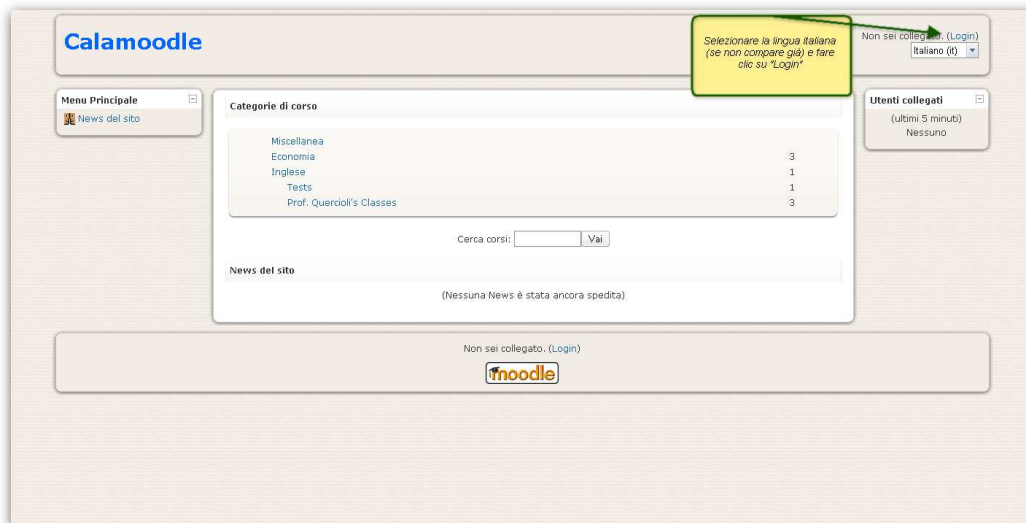 Calamoodle
Selezionare la lingua italiana
(se non compare già) e fare
clic su "Login"
Non sei collegato. (Login)
Italiano (it)
Menu Principale
News del sito
Categorie di corso
Miscellanea
Economia 3
Inglese 1
Tests 1
Prof. Quercioli's Classes 3
Cerca corsi: Vai
News del sito
(Nessuna News è stata ancora spedita)
Utenti collegati
(ultimi 5 minuti)
Nessuno
Non sei collegato. (Login)
moodle